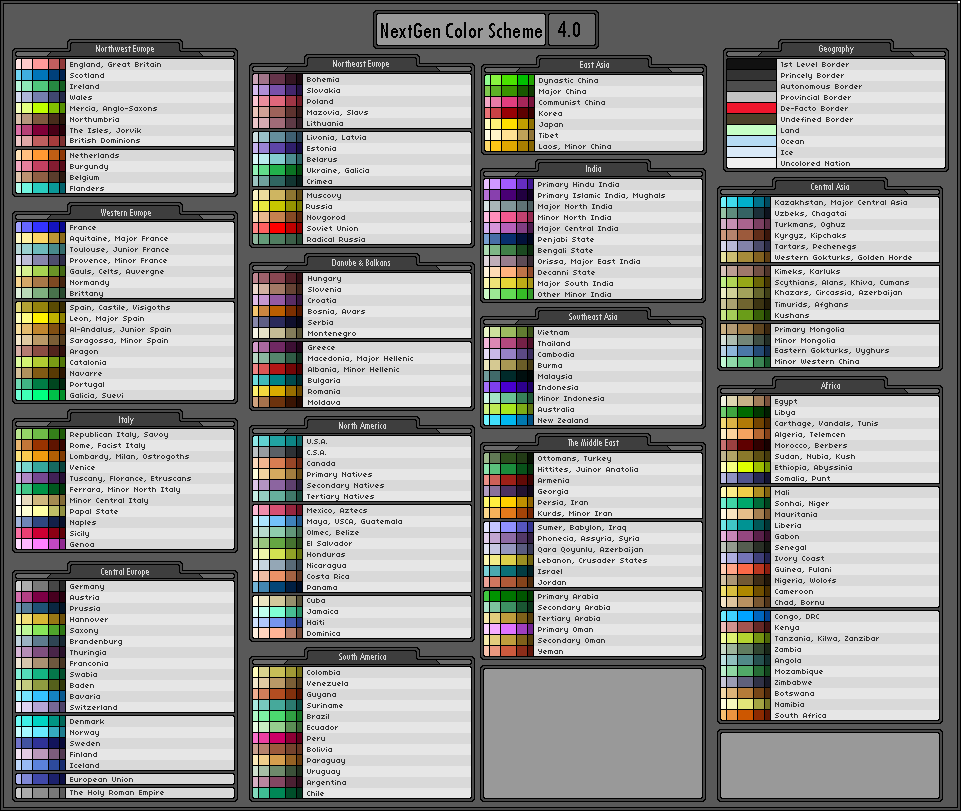 NextGen Color Scheme 4.0
Northwest Europe
England, Great Britain
Scotland
Ireland
Wales
Mercia, Anglo-Saxons
Northumbria
The Isles, Jorvik
British Dominions
Netherlands
Burgundy
Belgium
Flanders
Western Europe
France
Aquitaine, Major France
Toulouse, Junior France
Provence, Minor France
Gauls, Celts, Auvergne
Normandy
Brittany
Spain, Castile, Visigoths
Leon, Major Spain
Al-Andalus, Junior Spain
Saragossa, Minor Spain
Aragon
Catalonia
Navarre
Portugal
Galicia, Suevi
Italy
Republican Italy, Savoy
Rome, Facist Italy
Lombardy, Milan, Ostrogoths
Venice
Tuscany, Florance, Etruscans
Ferrara, Minor North Italy
Minor Central Italy
Papal State
Naples
Sicily
Genoa
Central Europe
Germany
Austria
Prussia
Hannover
Saxony
Brandenburg
Thuringia
Franconia
Swabia
Baden
Bavaria
Switzerland
Denmark
Norway
Sweden
Finland
Iceland
European Union
The Holy Roman Empire
Northeast Europe
Bohemia
Slovakia
Poland
Mazovia, Slavs
Lithuania
Livonia, Latvia
Estonia
Belarus
Ukraine, Galicia
Crimea
Muscovy
Russia
Novgorod
Soviet Union
Radical Russia
Danube & Balkans
Hungary
Slovenia
Croatia
Bosnia, Avars
Serbia
Montenegro
Greece
Macedonia, Major Hellenic
Albania, Minor Hellenic
Bulgaria
Romania
Moldava
North America
U.S.A.
C.S.A.
Canada
Primary Natives
Secondary Natives
Tertiary Natives
Mexico, Aztecs
Maya, USCA, Guatemala
Olmec, Belize
El Salvador
Honduras
Nicaragua
Costa Rica
Panama
Cuba
Jamaica
Haiti
Dominica
South America
Colombia
Venezuela
Guyana
Suriname
Brazil
Ecuador
Peru
Bolivia
Paraguay
Uruguay
Argentina
Chile
East Asia
Dynastic China
Major China
Communist China
Korea
Japan
Tibet
Laos, Minor China
India
Primary Hindu India
Primary Islamic India, Mughals
Major North India
Minor North India
Major Central India
Penjabi State
Bengali State
Orissa, Major East India
Decanni State
Major South India
Other Minor India
Southeast Asia
Vietnam
Thailand
Cambodia
Burma
Malaysia
Indonesia
Minor Indonesia
Australia
New Zealand
The Middle East
Ottomans, Turkey
Hittites, Juinor Anatolia
Armenia
Georgia
Persia, Iran
Kurds, Minor Iran
Sumer, Babylon, Iraq
Phonecia, Assyria, Syria
Qara Qoyunlu, Azerbaijan
Lebanon, Crusader States
Israel
Jordan
Primary Arabia
Secondary Arabia
Tertiary Arabia
Primary Oman
Secondary Oman
Yeman
Geography
1st Level Border
Princely Border
Autonomous Border
Provincial Border
De-Facto Border
Undefined Border
Land
Ocean
Ice
Uncolored Nation
Central Asia
Kazakhstan, Major Central Asia
Uzbeks, Chagatai
Turkmans, Oghuz
Kyrgyz, Kipchaks
Tartars, Pechenegs
Western Gokturks, Golden Horde
Kimeks, Karluks
Scythians, Alans, Khiva, Cumans
Khazars, Circassia, Azerbaijan
Timurids, Afghans
Kushans
Primary Mongolia
Minor Mongolia
Eastern Gokturks, Uyghurs
Minor Western China
Africa
Egypt
Libya
Carthage, Vandals, Tunis
Algeria, Telemcen
Morocco, Berbers
Sudan, Nubia, Kush
Ethiopia, Abyssinia
Somalia, Punt
Mali
Sonhai, Niger
Mauritania
Liberia
Gabon
Senegal
Ivory Coast
Guinea, Fulani
Nigeria, Wolofs
Cameroon
Chad, Bornu
Congo, DRC
Kenya
Tanzania, Kilwa, Zanzibar
Zambia
Angola
Mozambique
Zimbabwe
Botswana
Namibia
South Africa